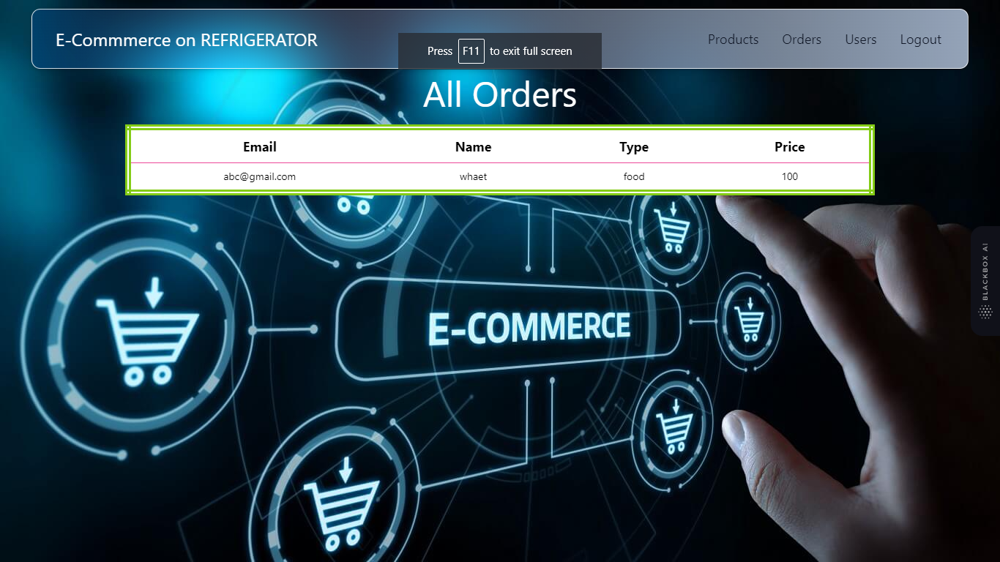 E-Commmerce on REFRIGERATOR
Products Orders Users Logout
Press F11 to exit full screen
All Orders
Email Name Type Price
abc@gmail.com whaet food 100
E-COMMERCE
BLACKBOX AI